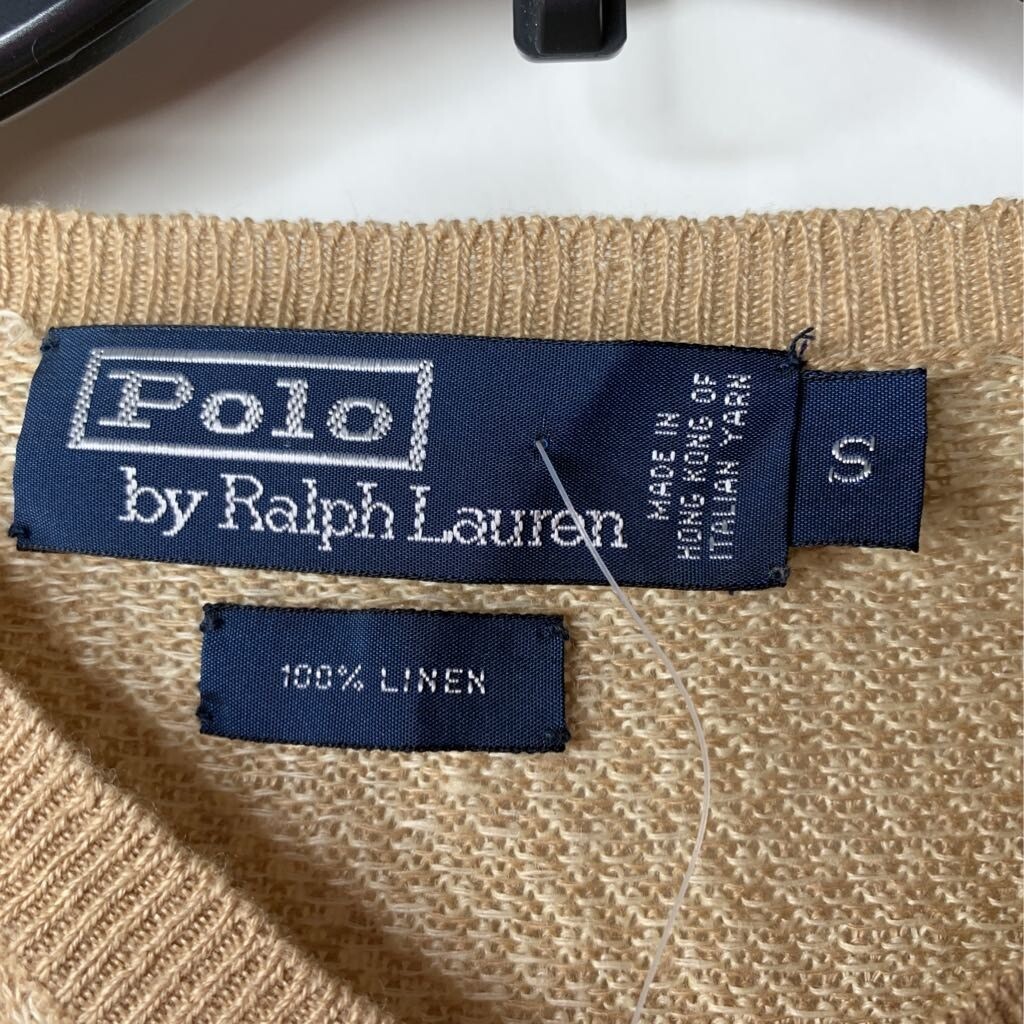 Polo
by Ralph Lauren
MADE IN
HONG KONG OF
ITALIAN YARN
S
100% LINEN